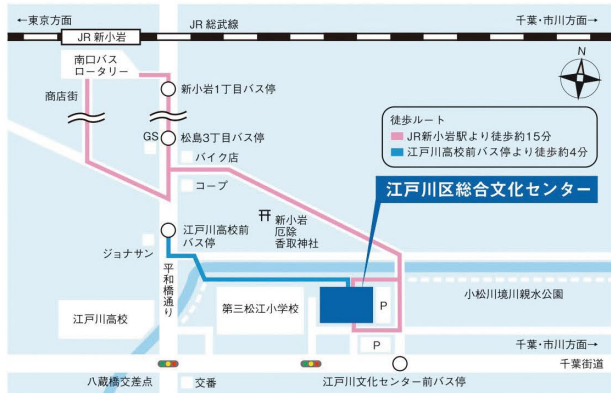 ←東京方面
JR 総武線
千葉・市川方面→
JR 新小岩
南口バス
ロータリー
N
商店街
新小岩1丁目バス停
徒歩ルート
JR新小岩駅より徒歩約15分
江戸川高校前バス停より徒歩約4分
GS
松島3丁目バス停
バイク店
コープ
江戸川区総合文化センター
江戸川高校前
バス停
新小岩
厄除
香取神社
ジョナサン
平和橋通り
小松川境川親水公園
江戸川高校
第三松江小学校
P
P
千葉・市川方面→
千葉街道
八蔵橋交差点
交番
江戸川文化センター前バス停